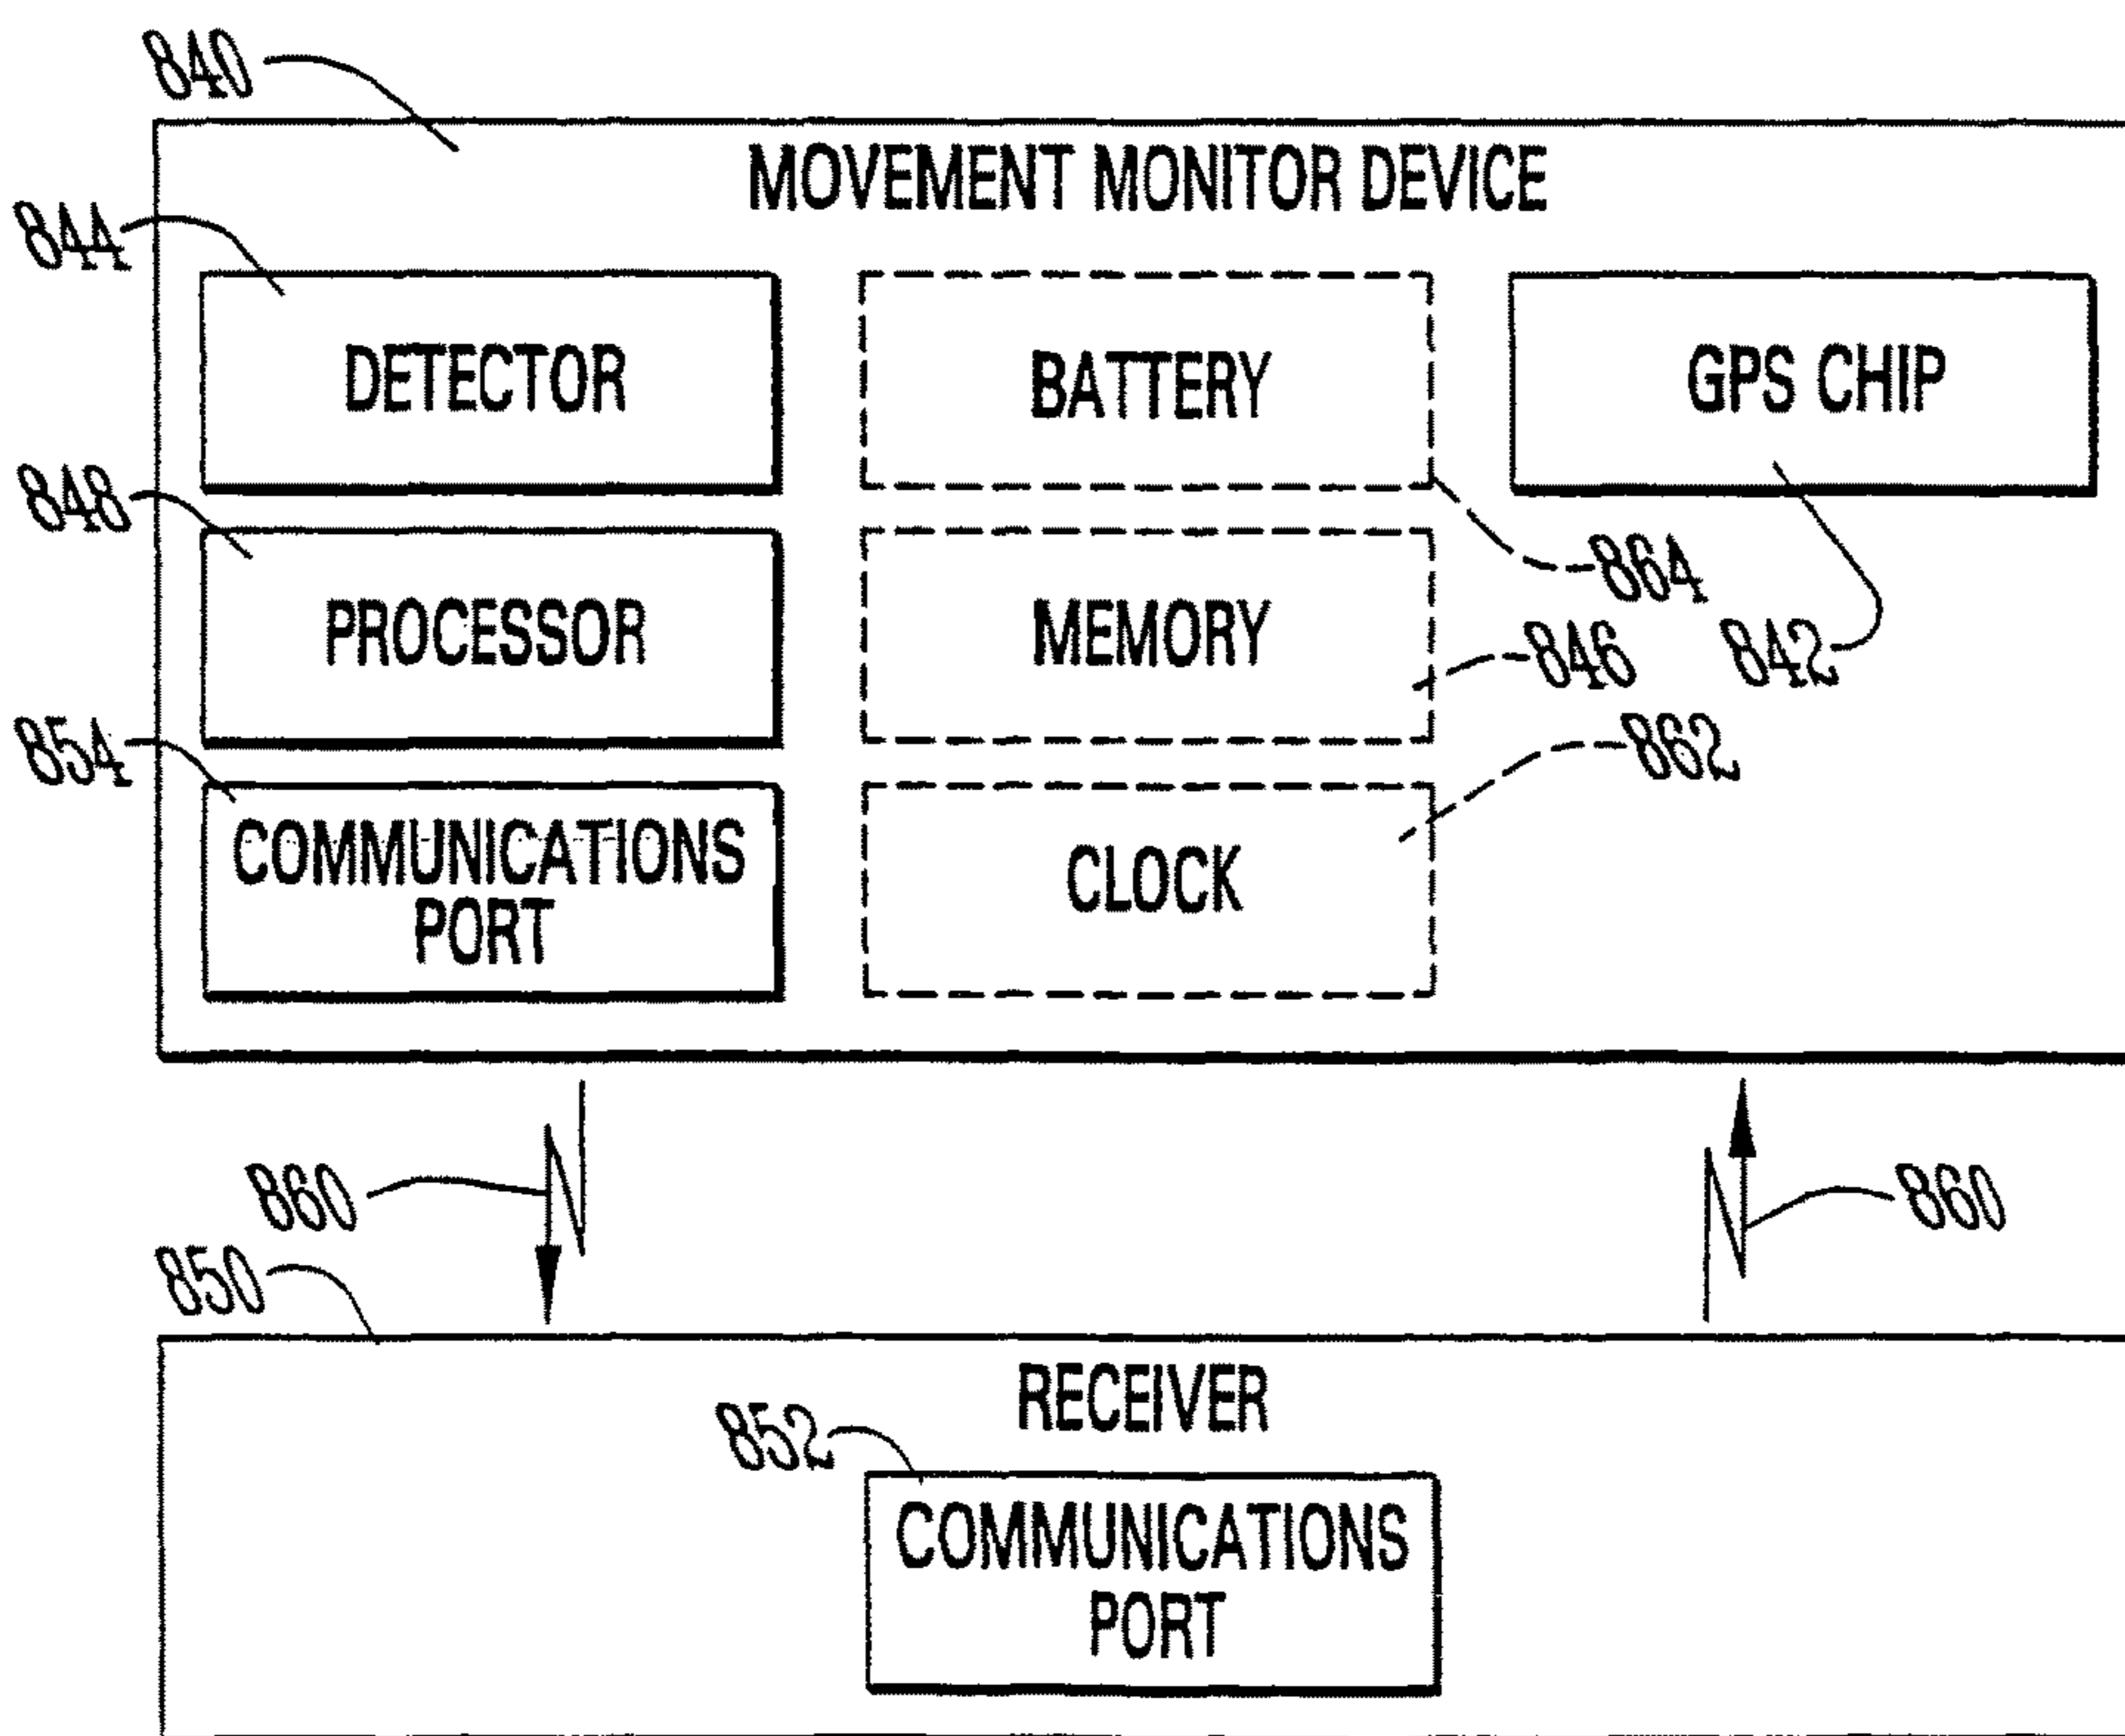 840
MOVEMENT MONITOR DEVICE
844
DETECTOR
BATTERY
GPS CHIP
848
PROCESSOR
MEMORY
864
846
842
854
862
COMMUNICATIONS
PORT
CLOCK
860
860
850
RECEIVER
852
COMMUNICATIONS
PORT